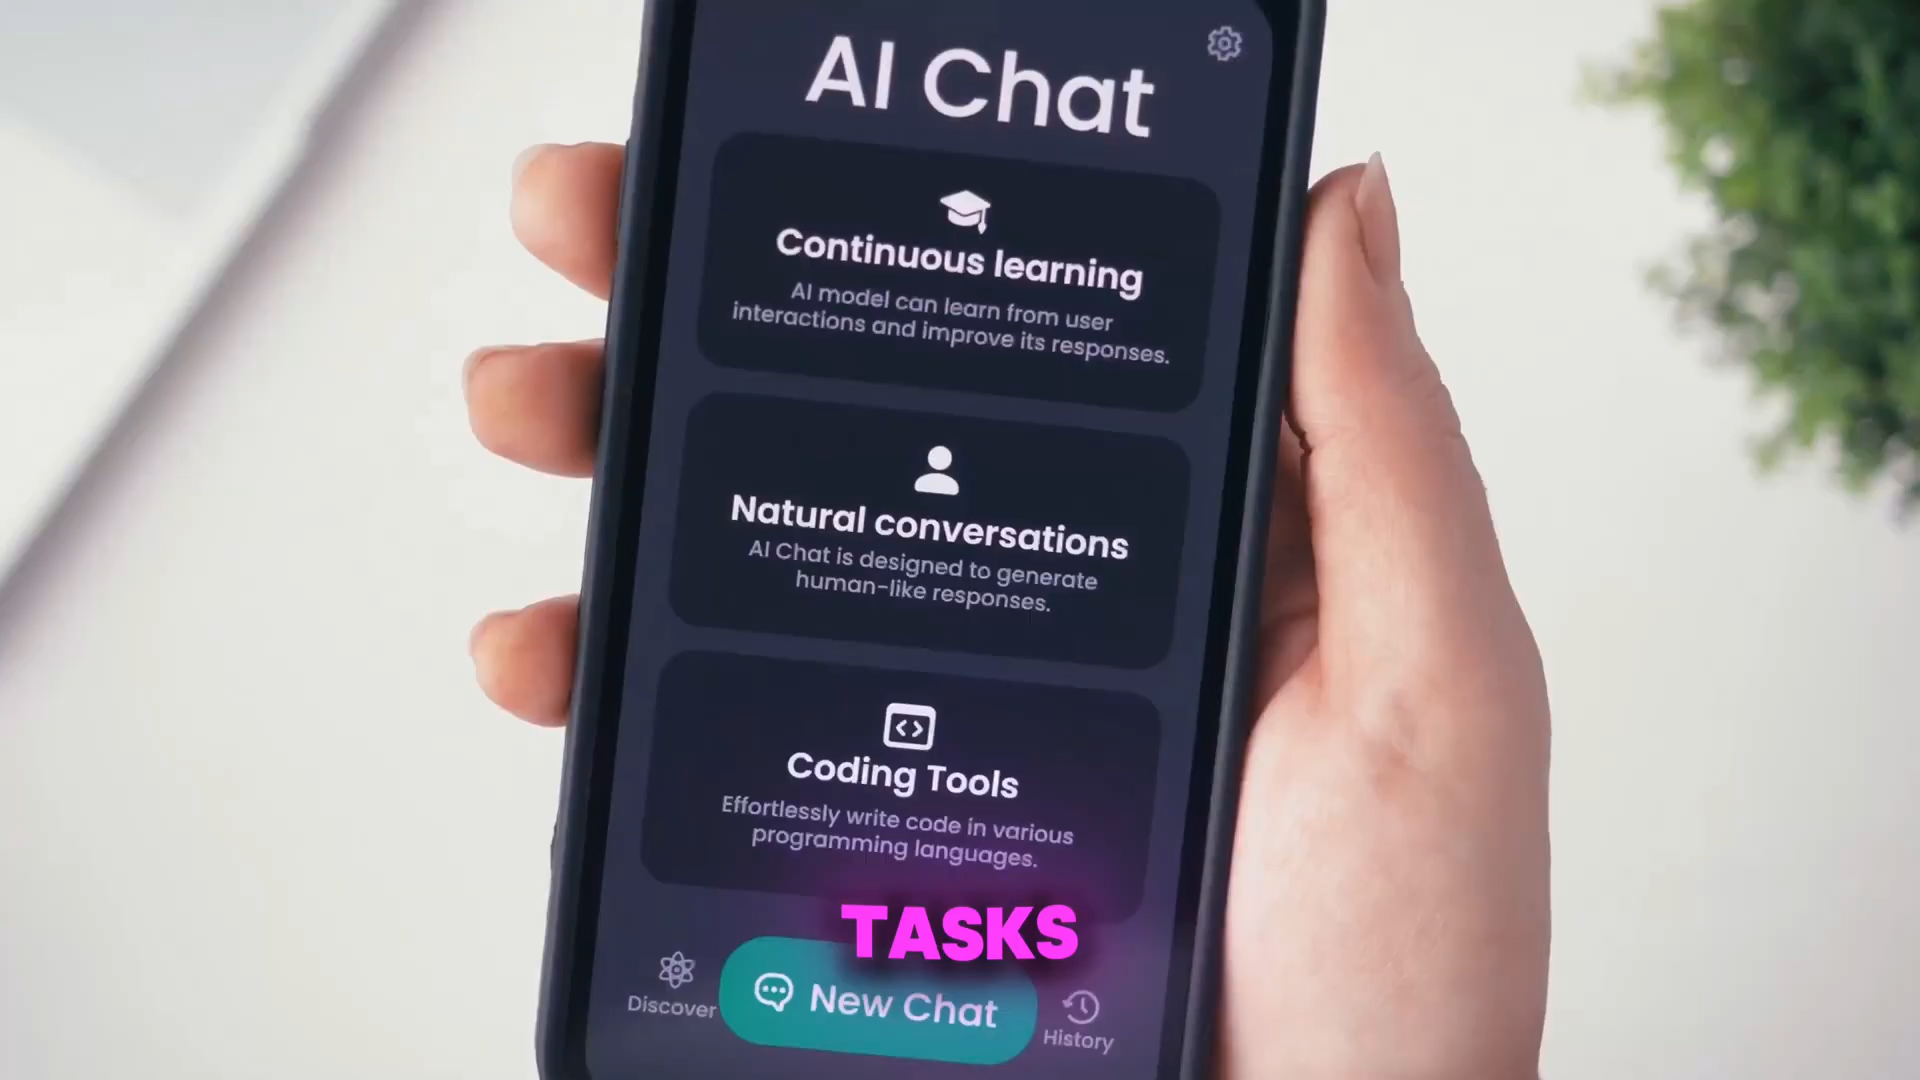 AI Chat
Continuous learning
AI model can learn from user
interactions and improve its responses.
Natural conversations
AI Chat is designed to generate
human-like responses.
Coding Tools
Effortlessly write code in various
programming languages.
TASKS
Discover
New Chat
History